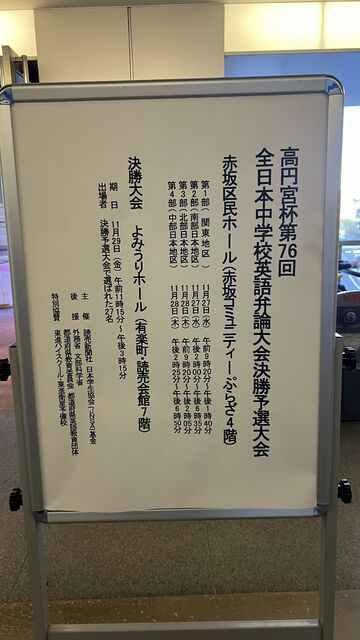 高円宮杯第76回
全日本中学校英語弁論大会決勝予選大会
赤坂区民ホール(赤坂コミュニティーぷらざ4階)
第1部(関東地区) 11月27日(水) 午前9時20分~午後1時40分
第2部(南部日本地区) 11月27日(水) 午後2時00分~午後6時35分
第3部(北部日本地区) 11月28日(木) 午前9時20分~午後2時05分
第4部(中部日本地区) 11月28日(木) 午後2時25分~午後6時50分
決勝大会 よみうりホール(有楽町・読売会館7階)
期日 11月29日(金)午前11時15分~午後3時15分
出場者 決勝予選大会で選ばれた27名
主催 読売新聞社 日本学生協会(JNSA)基金
後援 外務省 文部科学省
都道府県教育委員会 都道府県英語教育団体
特別協賛 東進ハイスクール・東進衛星予備校